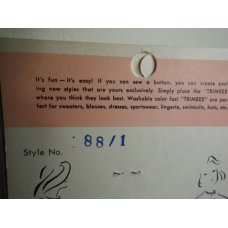 It's fun — it's easy! If you can sew a button, you can create excit
ing new styles that are yours exclusively. Simply place the "TRIMEES"
where you think they look best. Washable color fast "TRIMEES" are per
fect for sweaters, blouses, dresses, sportswear, lingerie, swimsuits, hats, etc.
Style No. 88/1